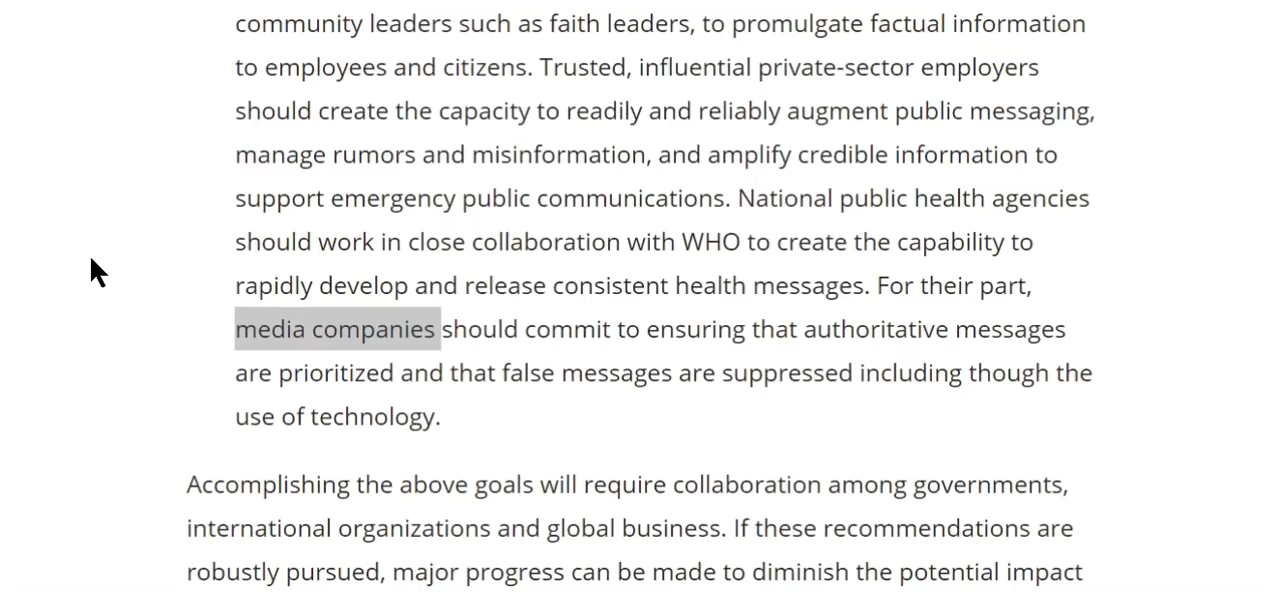 community leaders such as faith leaders, to promulgate factual information
to employees and citizens. Trusted, influential private-sector employers
should create the capacity to readily and reliably augment public messaging,
manage rumors and misinformation, and amplify credible information to
support emergency public communications. National public health agencies
should work in close collaboration with WHO to create the capability to
rapidly develop and release consistent health messages. For their part,
media companies should commit to ensuring that authoritative messages
are prioritized and that false messages are suppressed including though the
use of technology.
Accomplishing the above goals will require collaboration among governments,
international organizations and global business. If these recommendations are
robustly pursued, major progress can be made to diminish the potential impact